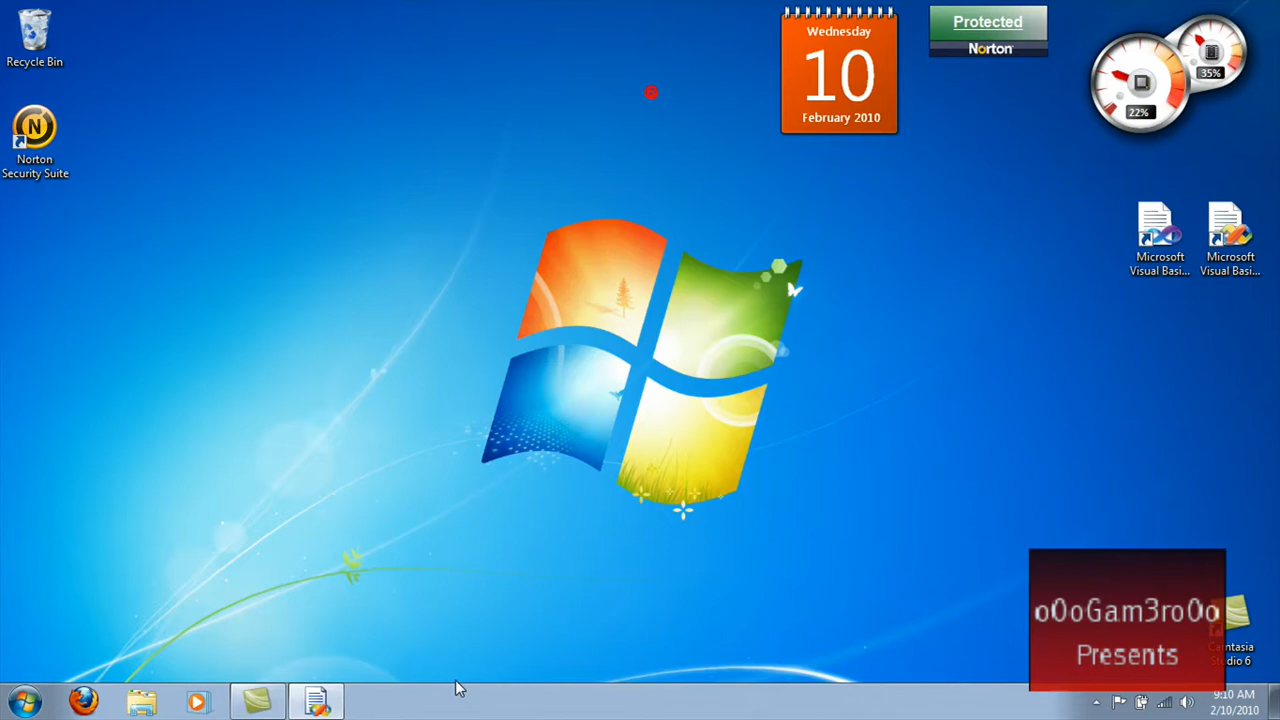 Recycle Bin
Norton
Security Suite
N
Wednesday
10
February 2010
Protected
Norton
22%
35%
Microsoft
Visual Basi...
Microsoft
Visual Basi...
o0oGam3ro0o
Presents
Camtasia
Studio 6
9:10 AM
2/10/2010